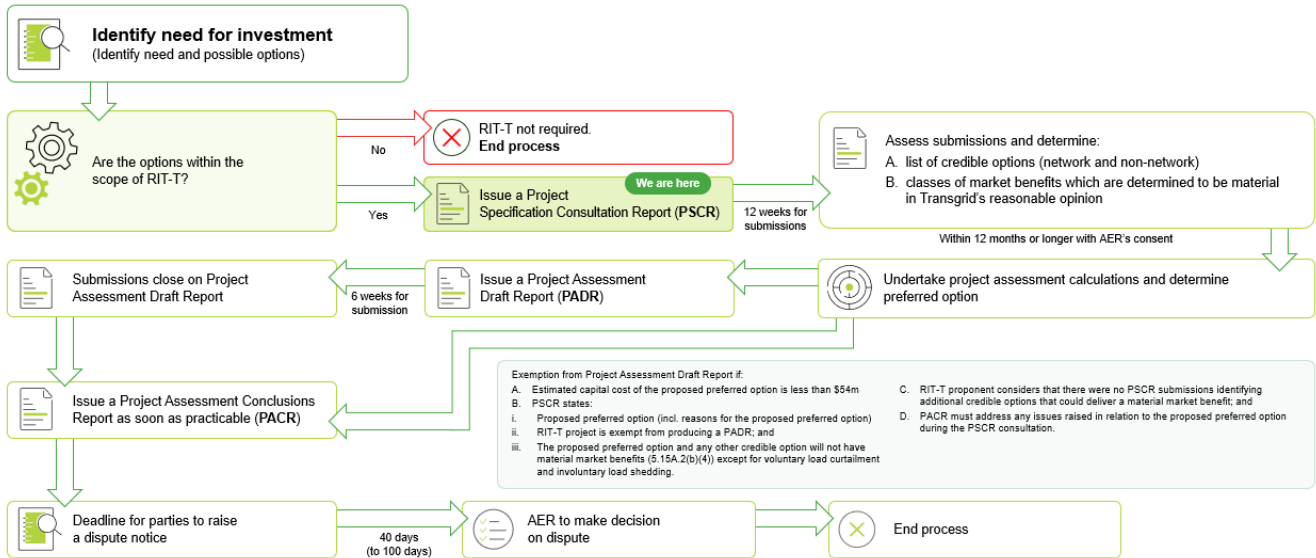 Identify need for investment
(Identify need and possible options)
Are the options within the
scope of RIT-T?
No
RIT-T not required.
End process
Yes
We are here
Issue a Project
Specification Consultation Report (PSCR)
12 weeks for
submissions
Assess submissions and determine:
A. list of credible options (network and non-network)
B. classes of market benefits which are determined to be material
in Transgrid's reasonable opinion
Within 12 months or longer with AER's consent
Undertake project assessment calculations and determine
preferred option
Issue a Project Assessment
Draft Report (PADR)
6 weeks for
submission
Submissions close on Project
Assessment Draft Report
Issue a Project Assessment Conclusions
Report as soon as practicable (PACR)
Exemption from Project Assessment Draft Report if:
A. Estimated capital cost of the proposed preferred option is less than $54m
B. PSCR states:
i. Proposed preferred option (incl. reasons for the proposed preferred option)
ii. RIT-T project is exempt from producing a PADR; and
iii. The proposed preferred option and any other credible option will not have
material market benefits (5.15A.2(b)(4)) except for voluntary load curtailment
and involuntary load shedding.
C. RIT-T proponent considers that there were no PSCR submissions identifying
additional credible options that could deliver a material market benefit; and
D. PACR must address any issues raised in relation to the proposed preferred option
during the PSCR consultation.
Deadline for parties to raise
a dispute notice
40 days
(to 100 days)
AER to make decision
on dispute
End process